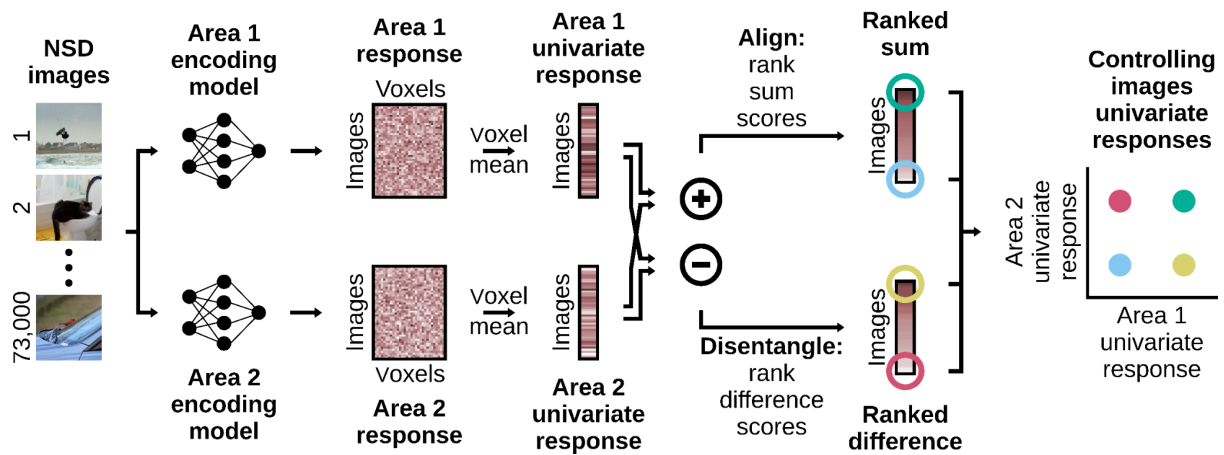 NSD
images
1
2
73,000
Area 1
encoding
model
Area 2
encoding
model
Area 1
response
Voxels
Images
Voxel
mean
Images
Voxels
Area 2
response
Voxel
mean
Area 1
univariate
response
Images
Images
Area 2
univariate
response
+
−
Align:
rank
sum
scores
Disentangle:
rank
difference
scores
Ranked
sum
Images
Images
Ranked
difference
Controlling
images
univariate
responses
Area 2
univariate
response
Area 1
univariate
response